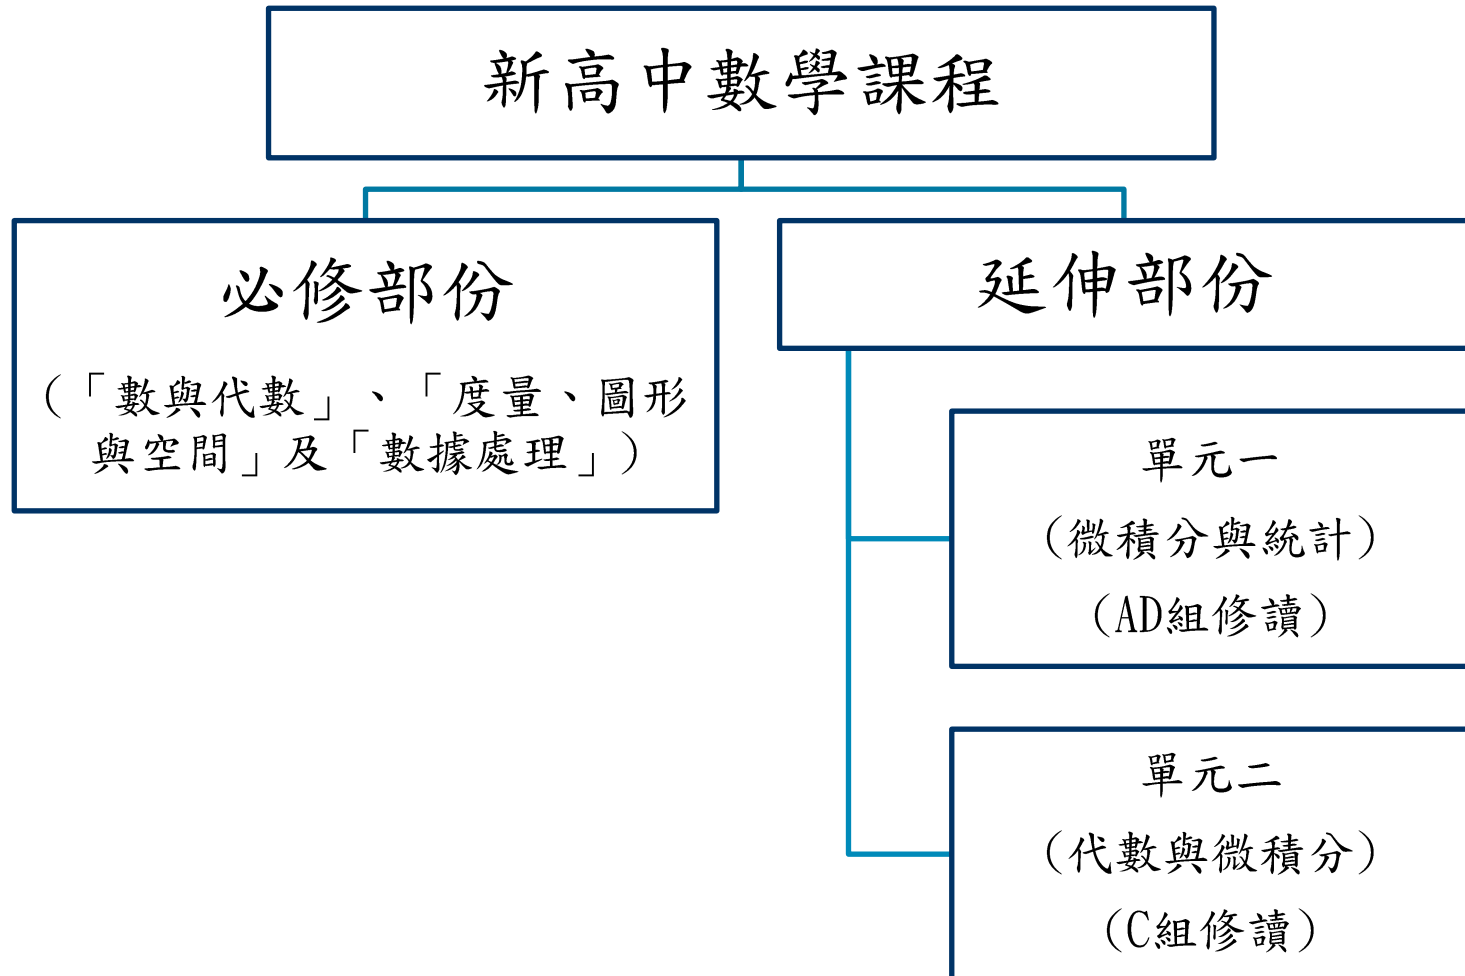 新高中數學課程
必修部份
（「數與代數」、「度量、圖形
與空間」及「數據處理」）
延伸部份
單元一
（微積分與統計）
（AD組修讀）
單元二
（代數與微積分）
（C組修讀）